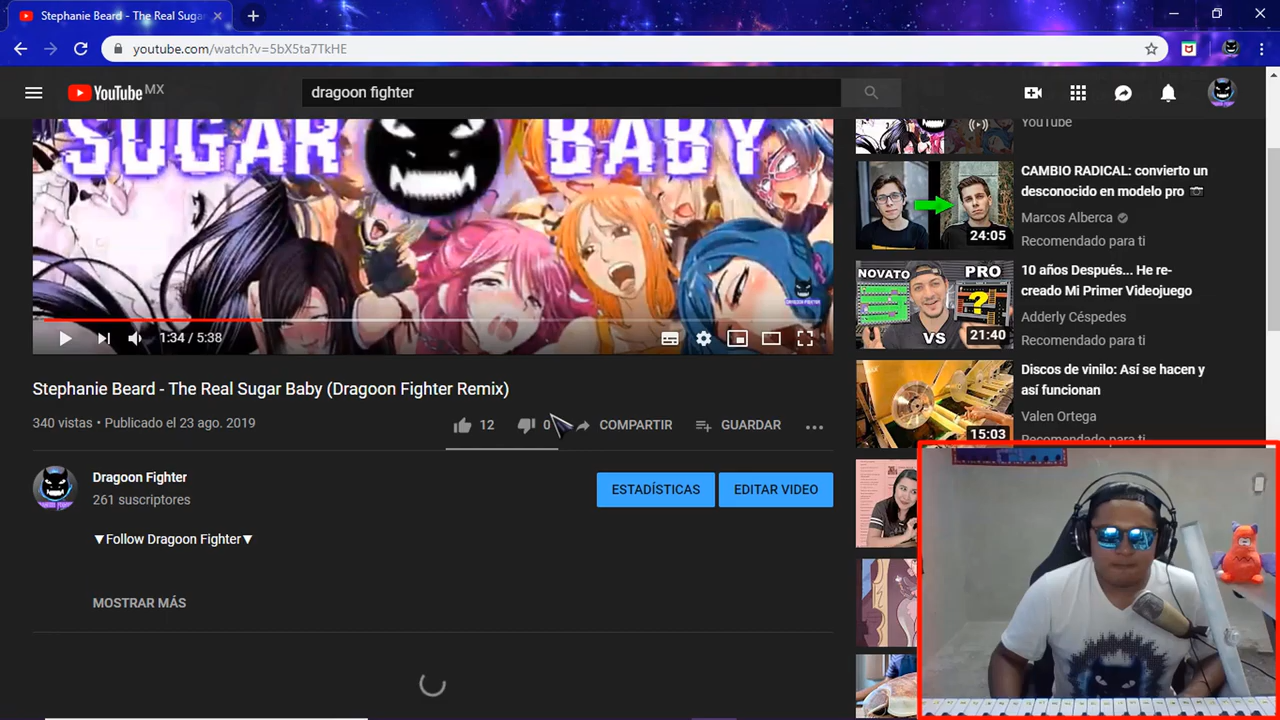 Stephanie Beard - The Real Sugar
youtube.com/watch?v=5bX5ta7TkHE
YouTube MX
dragoon fighter
SUGAR BABY
1:34 / 5:38
Stephanie Beard - The Real Sugar Baby (Dragoon Fighter Remix)
340 vistas • Publicado el 23 ago. 2019
12
0
COMPARTIR
GUARDAR
Dragoon Fighter
261 suscriptores
ESTADÍSTICAS
EDITAR VIDEO
▼Follow Dragoon Fighter▼
MOSTRAR MÁS
YouTube
CAMBIO RADICAL: convierto un
desconocido en modelo pro
Marcos Alberca
Recomendado para ti
24:05
NOVATO
PRO
VS
21:40
10 años Después... He re-
creado Mi Primer Videojuego
Adderly Céspedes
Recomendado para ti
15:03
Discos de vinilo: Así se hacen y
así funcionan
Valen Ortega
Recomendado para ti